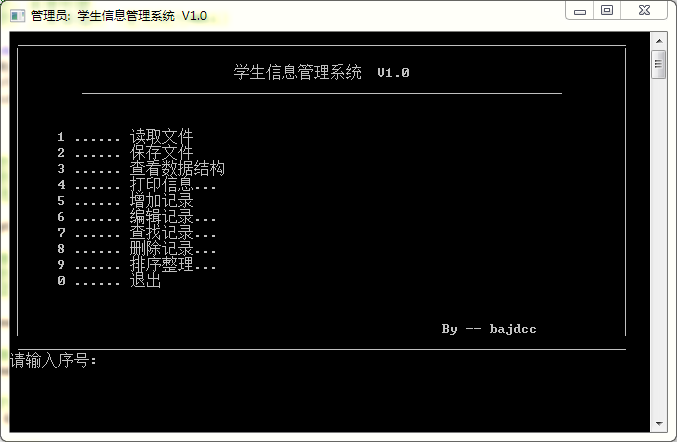 管理员: 学生信息管理系统 V1.0
学生信息管理系统 V1.0
1 ...... 读取文件
2 ...... 保存文件
3 ...... 查看数据结构
4 ...... 打印信息...
5 ...... 增加记录
6 ...... 编辑记录...
7 ...... 查找记录...
8 ...... 删除记录...
9 ...... 排序整理...
0 ...... 退出
By -- bajdcc
请输入序号: